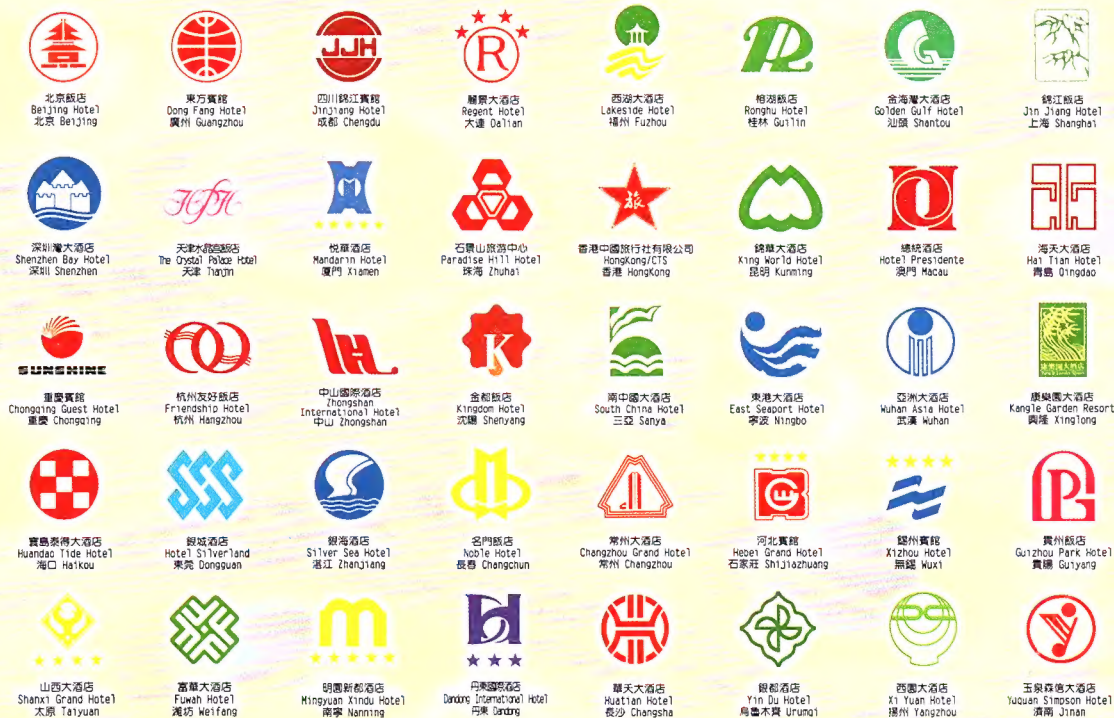 JJH
R
G
北京飯店
Beijing Hotel
北京 Beijing
東方賓館
Dong Fang Hotel
廣州 Guangzhou
四川錦江賓館
Jinjiang Hotel
成都 Chengdu
麗景大酒店
Regent Hotel
大連 Dalian
西湖大酒店
Lakeside Hotel
福州 Fuzhou
榕湖飯店
Ronghu Hotel
桂林 Guilin
金海灣大酒店
Golden Gulf Hotel
汕頭 Shantou
錦江飯店
Jin Jiang Hotel
上海 Shanghai
旅
深圳灣大酒店
Shenzhen Bay Hotel
深圳 Shenzhen
天津水晶宮飯店
The Crystal Palace Hotel
天津 Tianjin
悅華酒店
Mandarin Hotel
廈門 Xiamen
石景山旅游中心
Paradise Hill Hotel
珠海 Zhuhai
香港中國旅行社有限公司
HongKong/CTS
香港 HongKong
錦華大酒店
King World Hotel
昆明 Kunming
總統酒店
Hotel Presidente
澳門 Macau
海天大酒店
Hai Tian Hotel
青島 Qingdao
SUNSHINE
K
康樂園大酒店
重慶賓館
Chongqing Guest Hotel
重慶 Chongqing
杭州友好飯店
Friendship Hotel
杭州 Hangzhou
中山國際酒店
Zhongshan
International Hotel
中山 Zhongshan
金都飯店
Kingdom Hotel
沈陽 Shenyang
南中國大酒店
South China Hotel
三亞 Sanya
東港大酒店
East Seaport Hotel
寧波 Ningbo
亞洲大酒店
Wuhan Asia Hotel
武漢 Wuhan
康樂園大酒店
Kangle Garden Resort
興隆 Xinglong
寰島泰得大酒店
Huandao Tide Hotel
海口 Haikou
銀城酒店
Hotel Silverland
東莞 Dongguan
銀海酒店
Silver Sea Hotel
湛江 Zhanjiang
名門飯店
Noble Hotel
長春 Changchun
常州大酒店
Changzhou Grand Hotel
常州 Changzhou
河北賓館
Hebei Grand Hotel
石家莊 Shijiazhuang
錫州賓館
Xizhou Hotel
無錫 Wuxi
貴州飯店
Guizhou Park Hotel
貴陽 Guiyang
山西大酒店
Shanxi Grand Hotel
太原 Taiyuan
富華大酒店
Fuwah Hotel
濰坊 Weifang
明園新都酒店
Mingyuan Xindu Hotel
南寧 Nanning
丹東國際酒店
Dandong International Hotel
丹東 Dandong
華天大酒店
Huatian Hotel
長沙 Changsha
銀都酒店
Yin Du Hotel
烏魯木齊 Urumqi
西園大酒店
Xi Yuan Hotel
揚州 Yangzhou
玉泉森信大酒店
Yuquan Simpson Hotel
濟南 Jinan